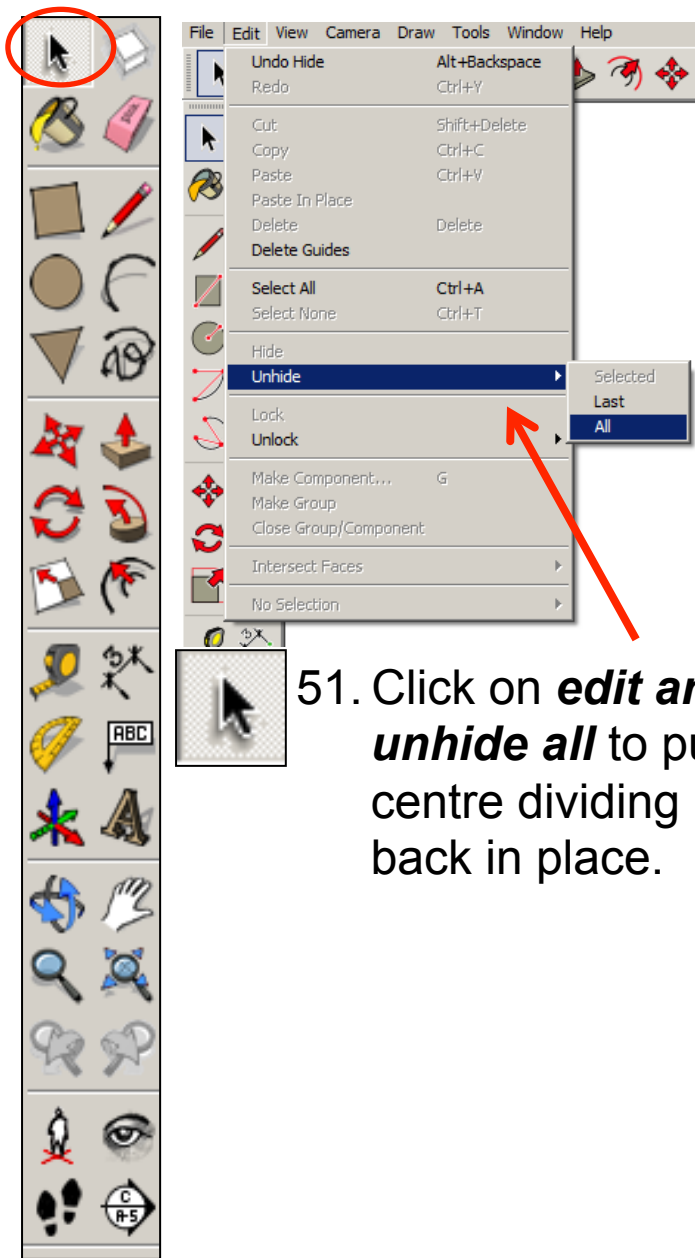 File Edit View Camera Draw Tools Window Help
Undo Hide Alt+Backspace
Redo Ctrl+Y
Cut Shift+Delete
Copy Ctrl+C
Paste Ctrl+V
Paste In Place
Delete Delete
Delete Guides
Select All Ctrl+A
Select None Ctrl+T
Hide
Unhide
Selected
Last
All
Lock
Unlock
Make Component... G
Make Group
Close Group/Component
Intersect Faces
No Selection
ABC
A
C
A-5
51. Click on edit
unhide all to
centre dividing
back in place.